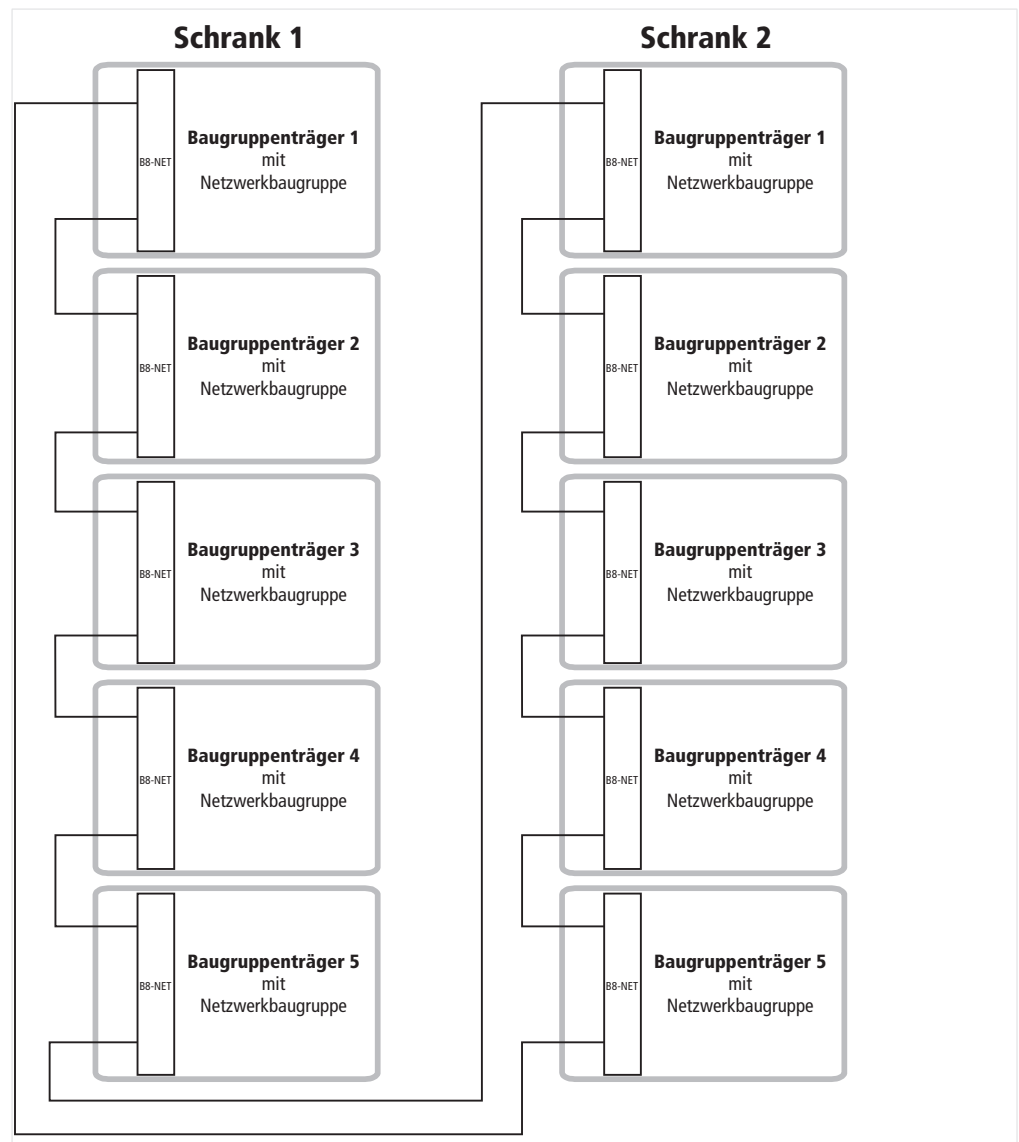 Schrank 1
B8-NET
Baugruppenträger 1
mit
Netzwerkbaugruppe
B8-NET
Baugruppenträger 2
mit
Netzwerkbaugruppe
B8-NET
Baugruppenträger 3
mit
Netzwerkbaugruppe
B8-NET
Baugruppenträger 4
mit
Netzwerkbaugruppe
B8-NET
Baugruppenträger 5
mit
Netzwerkbaugruppe
Schrank 2
B8-NET
Baugruppenträger 1
mit
Netzwerkbaugruppe
B8-NET
Baugruppenträger 2
mit
Netzwerkbaugruppe
B8-NET
Baugruppenträger 3
mit
Netzwerkbaugruppe
B8-NET
Baugruppenträger 4
mit
Netzwerkbaugruppe
B8-NET
Baugruppenträger 5
mit
Netzwerkbaugruppe